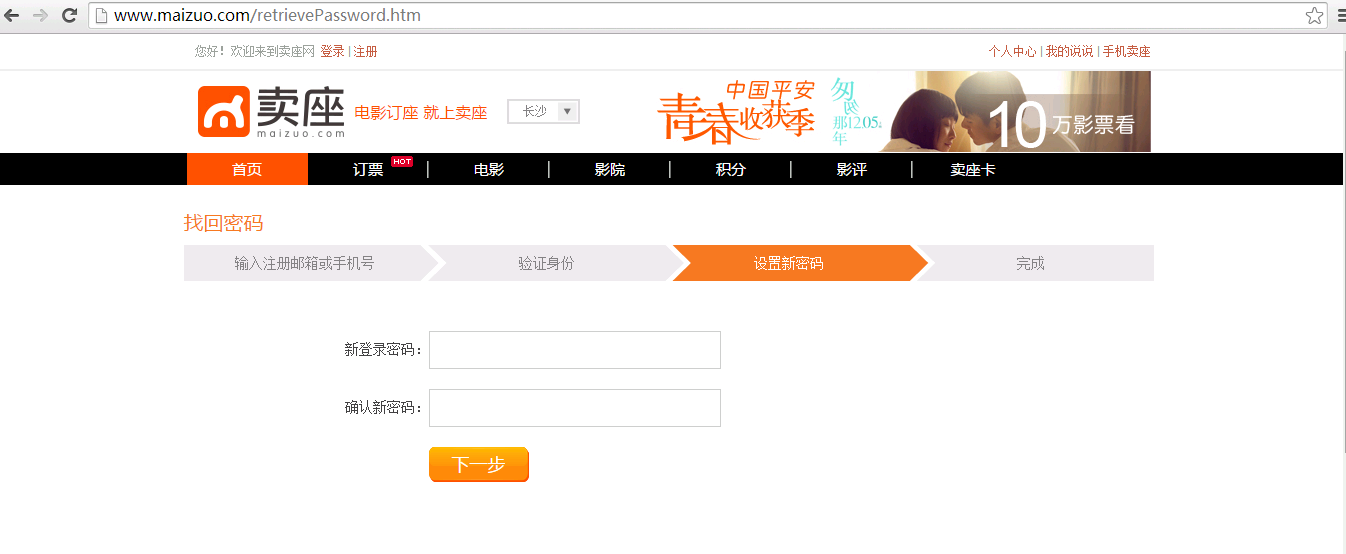 www.maizuo.com/retrievePassword.htm
您好！欢迎来到卖座网 登录 | 注册
个人中心 | 我的说说 | 手机卖座
卖座
maizuo.com
电影订座 就上卖座
长沙
中国平安
青春收获季
匆匆
那12.05
年
10万影票看
首页 订票 HOT 电影 影院 积分 影评 卖座卡
找回密码
输入注册邮箱或手机号 验证身份 设置新密码 完成
新登录密码：
确认新密码：
下一步